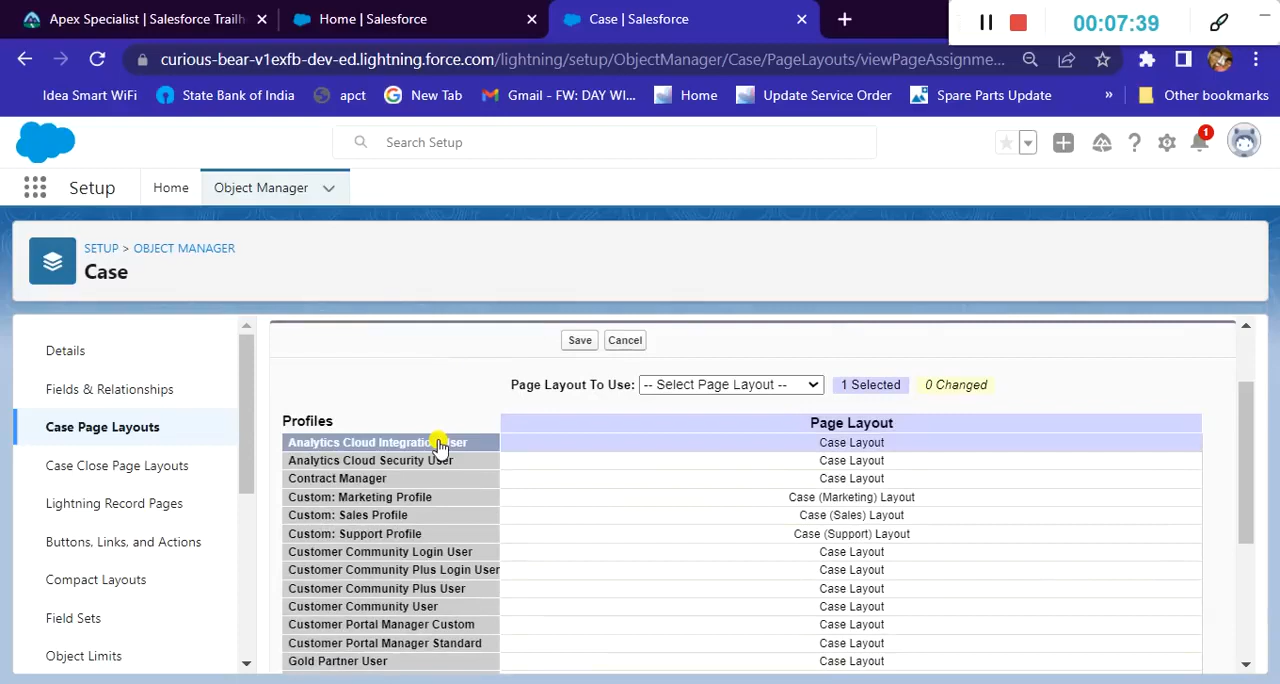 Apex Specialist | Salesforce Trailh
Home | Salesforce
Case | Salesforce
00:07:39
curious-bear-v1exfb-dev-ed.lightning.force.com/lightning/setup/ObjectManager/Case/PageLayouts/viewPageAssignme...
Idea Smart WiFi
State Bank of India
apct
New Tab
Gmail - FW: DAY WI...
Home
Update Service Order
Spare Parts Update
»
Other bookmarks
Search Setup
1
Setup
Home
Object Manager
SETUP > OBJECT MANAGER
Case
Details
Fields & Relationships
Case Page Layouts
Case Close Page Layouts
Lightning Record Pages
Buttons, Links, and Actions
Compact Layouts
Field Sets
Object Limits
Save Cancel
Page Layout To Use: -- Select Page Layout -- 1 Selected 0 Changed
Profiles Page Layout
Analytics Cloud Integration User Case Layout
Analytics Cloud Security User Case Layout
Contract Manager Case Layout
Custom: Marketing Profile Case (Marketing) Layout
Custom: Sales Profile Case (Sales) Layout
Custom: Support Profile Case (Support) Layout
Customer Community Login User Case Layout
Customer Community Plus Login User Case Layout
Customer Community Plus User Case Layout
Customer Community User Case Layout
Customer Portal Manager Custom Case Layout
Customer Portal Manager Standard Case Layout
Gold Partner User Case Layout